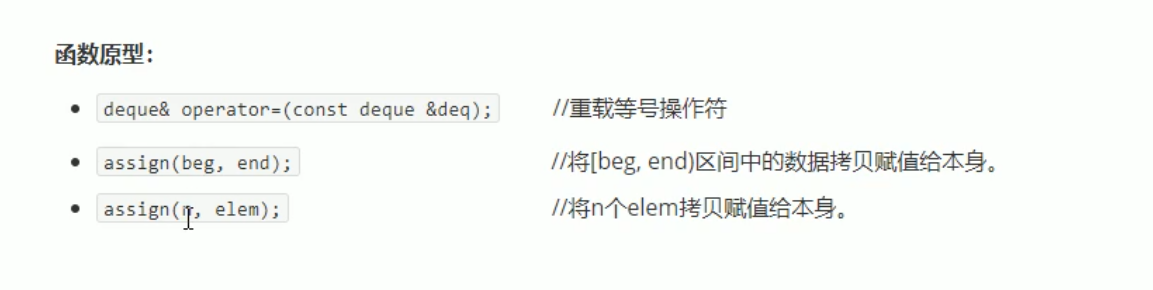 函数原型：
deque& operator=(const deque &deq); //重载等号操作符
assign(beg, end); //将[beg, end)区间中的数据拷贝赋值给本身。
assign(n, elem); //将n个elem拷贝赋值给本身。